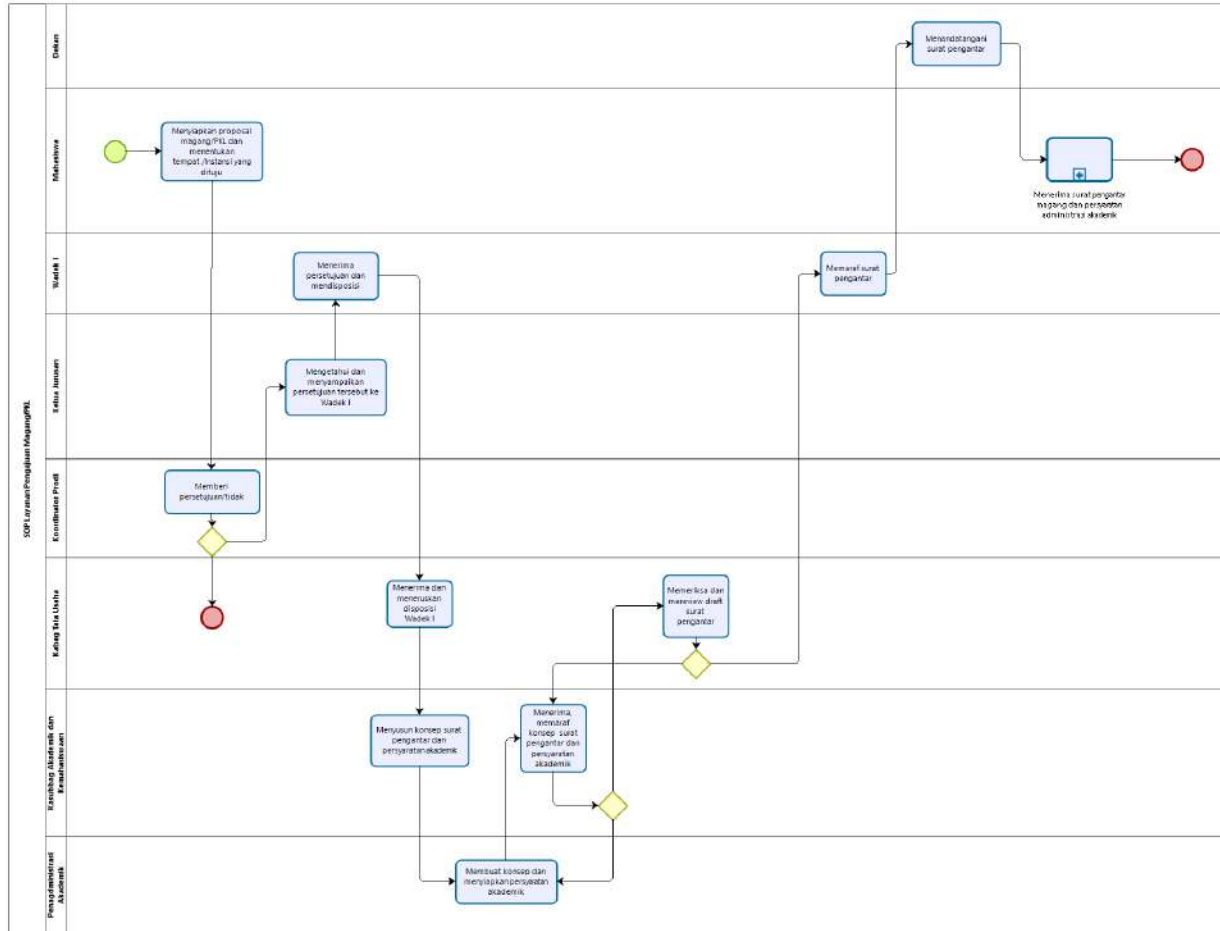 SOP Layanan Pengajuan Magang/PKL
Dekan
Menandatangani
surat pengantar
Mahasiswa
Menyiapkan proposal
magang/PKL dan
menentukan
tempat /instansi yang
dituju
Menerima surat pengantar
magang dan persyaratan
administrasi akademik
Wadek I
Menerima
persetujuan dan
mendisposisi
Memaraf surat
pengantar
Ketua Jurusan
Mengetahui dan
menyampaikan
persetujuan tersebut ke
Wadek I
Koordinator Prodi
Memberi
persetujuan/tidak
Kabag Tata Usaha
Menerima dan
meneruskan
disposisi
Wadek I
Memeriksa dan
mereview draft
surat
pengantar
Kasubbag Akademik dan
Kemahasiswaan
Menyusun konsep surat
pengantar dan
persyaratan akademik
Menerima,
memaraf
konsep surat
pengantar dan
persyaratan
akademik
Pengadministrasi
Akademik
Membuat konsep dan
menyiapkan persyaratan
akademik